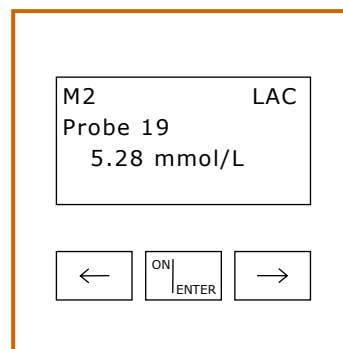 M2 LAC
Probe 19
5.28 mmol/L
← ON ENTER →